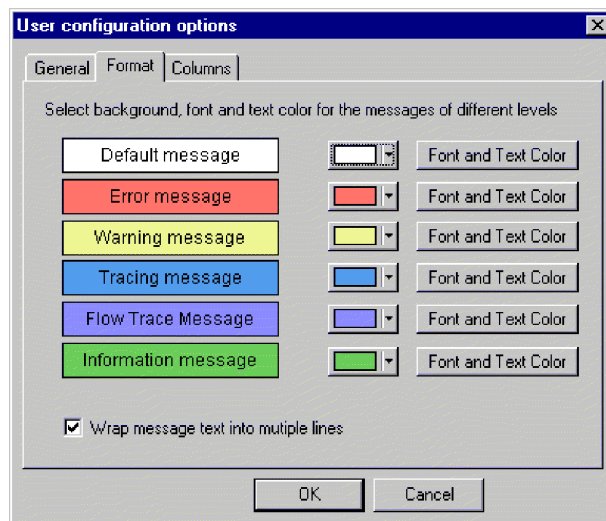 User configuration options
General Format Columns
Select background, font and text color for the messages of different levels
Default message Font and Text Color
Error message Font and Text Color
Warning message Font and Text Color
Tracing message Font and Text Color
Flow Trace Message Font and Text Color
Information message Font and Text Color
Wrap message text into mutiple lines
OK Cancel